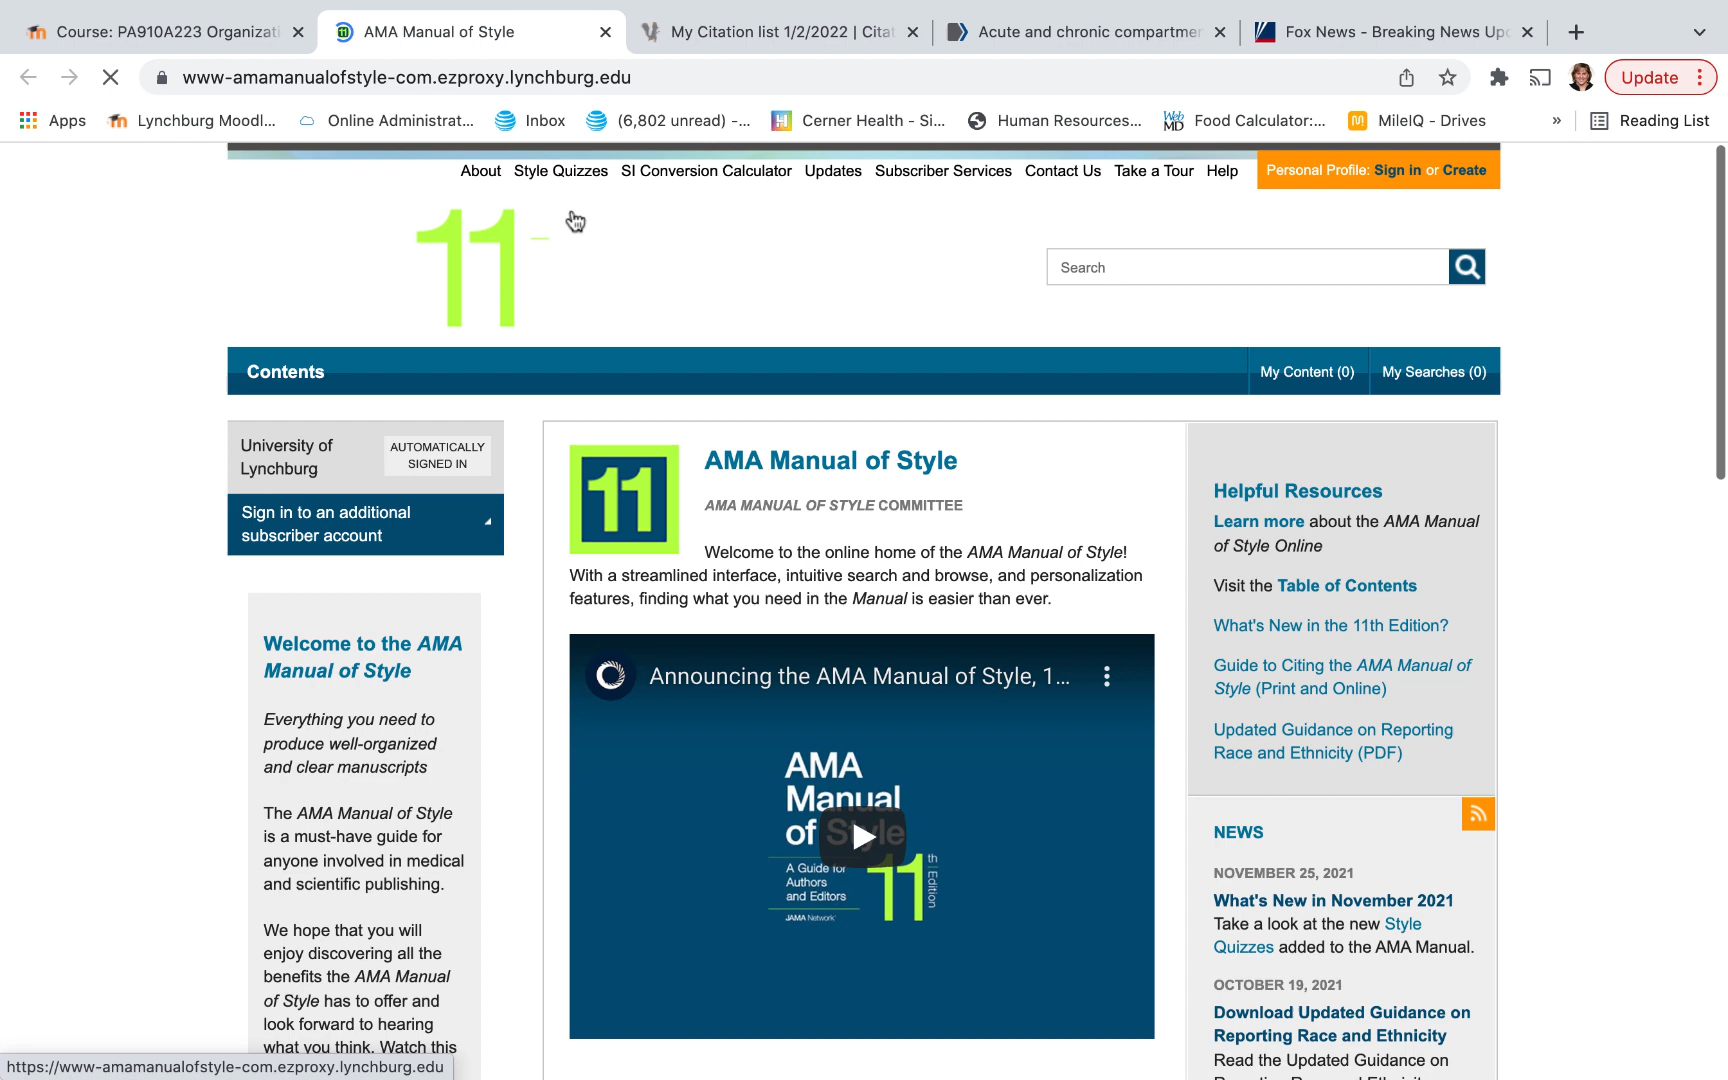 Course: PA910A223 Organizati
AMA Manual of Style
My Citation list 1/2/2022 | Citat
Acute and chronic compartmer
Fox News - Breaking News Upd
www-amamanualofstyle-com.ezproxy.lynchburg.edu
Update
Apps
Lynchburg Moodl...
Online Administrat...
Inbox
(6,802 unread) -...
Cerner Health - Si...
Human Resources...
Food Calculator:...
MileIQ - Drives
»
Reading List
About Style Quizzes SI Conversion Calculator Updates Subscriber Services Contact Us Take a Tour Help
Personal Profile: Sign in or Create
11
Search
Contents
My Content (0)
My Searches (0)
University of
Lynchburg
AUTOMATICALLY
SIGNED IN
Sign in to an additional
subscriber account
Welcome to the AMA
Manual of Style
Everything you need to
produce well-organized
and clear manuscripts
The AMA Manual of Style
is a must-have guide for
anyone involved in medical
and scientific publishing.
We hope that you will
enjoy discovering all the
benefits the AMA Manual
of Style has to offer and
look forward to hearing
what you think. Watch this
11
AMA Manual of Style
AMA MANUAL OF STYLE COMMITTEE
Welcome to the online home of the AMA Manual of Style!
With a streamlined interface, intuitive search and browse, and personalization
features, finding what you need in the Manual is easier than ever.
Announcing the AMA Manual of Style, 1...
AMA
Manual
of Style
A Guide for
Authors
and Editors
11
th Edition
JAMA Network
Helpful Resources
Learn more about the AMA Manual
of Style Online
Visit the Table of Contents
What's New in the 11th Edition?
Guide to Citing the AMA Manual of
Style (Print and Online)
Updated Guidance on Reporting
Race and Ethnicity (PDF)
NEWS
NOVEMBER 25, 2021
What's New in November 2021
Take a look at the new Style
Quizzes added to the AMA Manual.
OCTOBER 19, 2021
Download Updated Guidance on
Reporting Race and Ethnicity
Read the Updated Guidance on
https://www-amamanualofstyle-com.ezproxy.lynchburg.edu